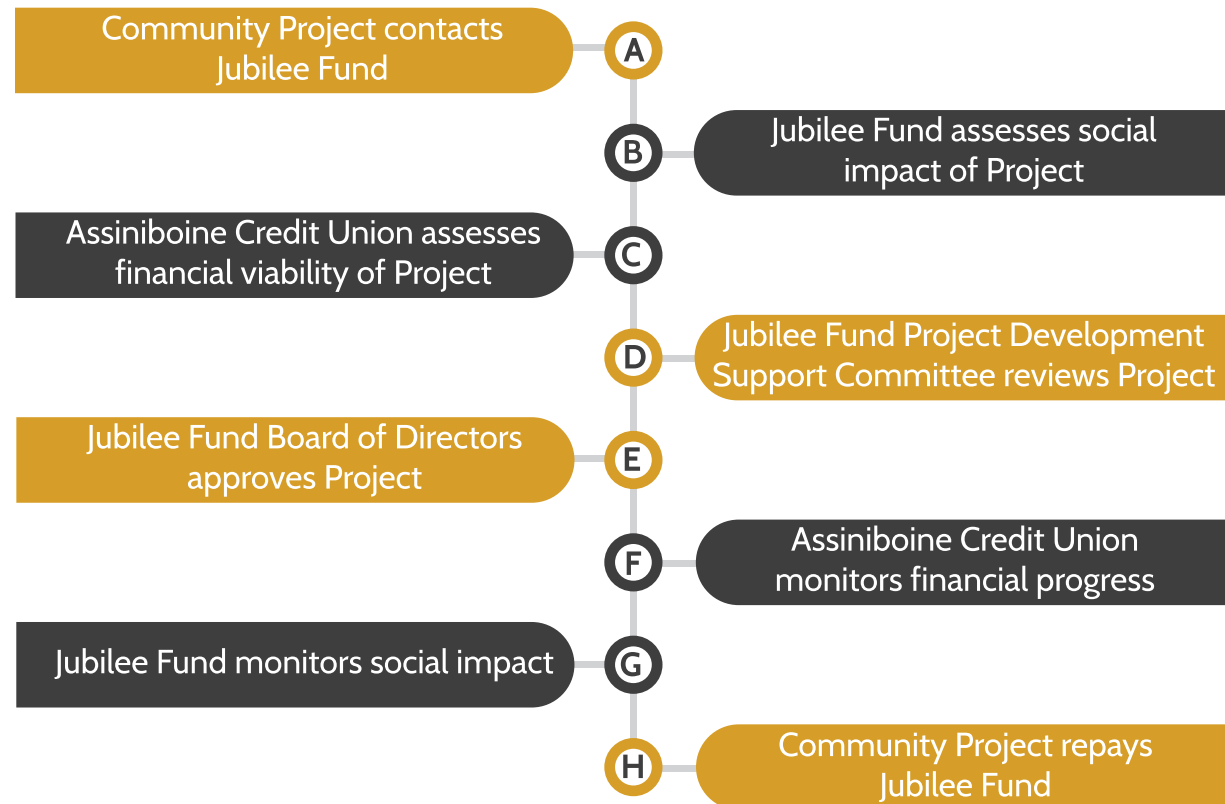 Community Project contacts
Jubilee Fund
A
B
Jubilee Fund assesses social
impact of Project
Assiniboine Credit Union assesses
financial viability of Project
C
D
Jubilee Fund Project Development
Support Committee reviews Project
Jubilee Fund Board of Directors
approves Project
E
F
Assiniboine Credit Union
monitors financial progress
Jubilee Fund monitors social impact
G
H
Community Project repays
Jubilee Fund